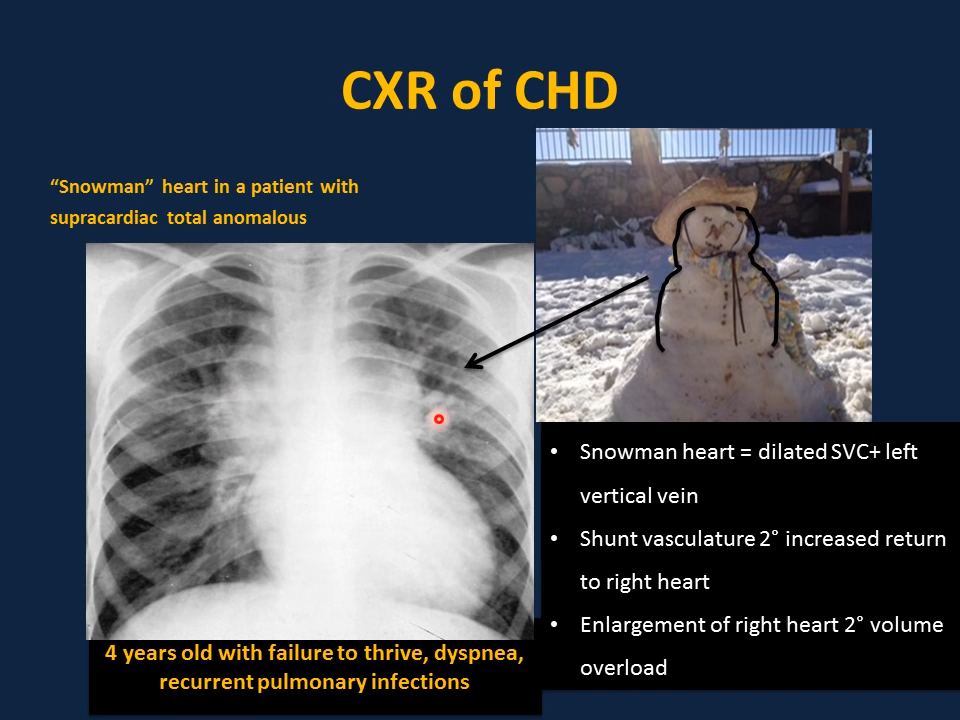 CXR of CHD
“Snowman” heart in a patient with
supracardiac total anomalous
• Snowman heart = dilated SVC+ left
vertical vein
• Shunt vasculature 2° increased return
to right heart
• Enlargement of right heart 2° volume
overload
4 years old with failure to thrive, dyspnea,
recurrent pulmonary infections